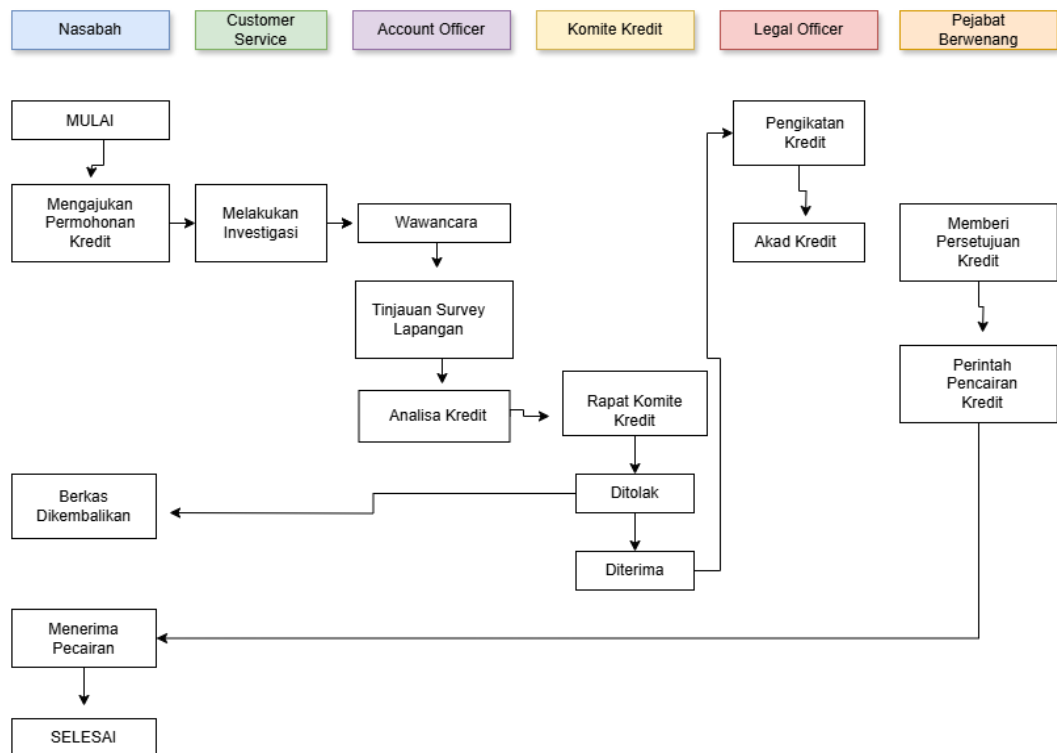 Nasabah
Customer
Service
Account Officer
Komite Kredit
Legal Officer
Pejabat
Berwenang
MULAI
Pengikatan
Kredit
Mengajukan
Permohonan
Kredit
Melakukan
Investigasi
Wawancara
Akad Kredit
Memberi
Persetujuan
Kredit
Tinjauan Survey
Lapangan
Perintah
Pencairan
Kredit
Analisa Kredit
Rapat Komite
Kredit
Berkas
Dikembalikan
Ditolak
Diterima
Menerima
Pecairan
SELESAI